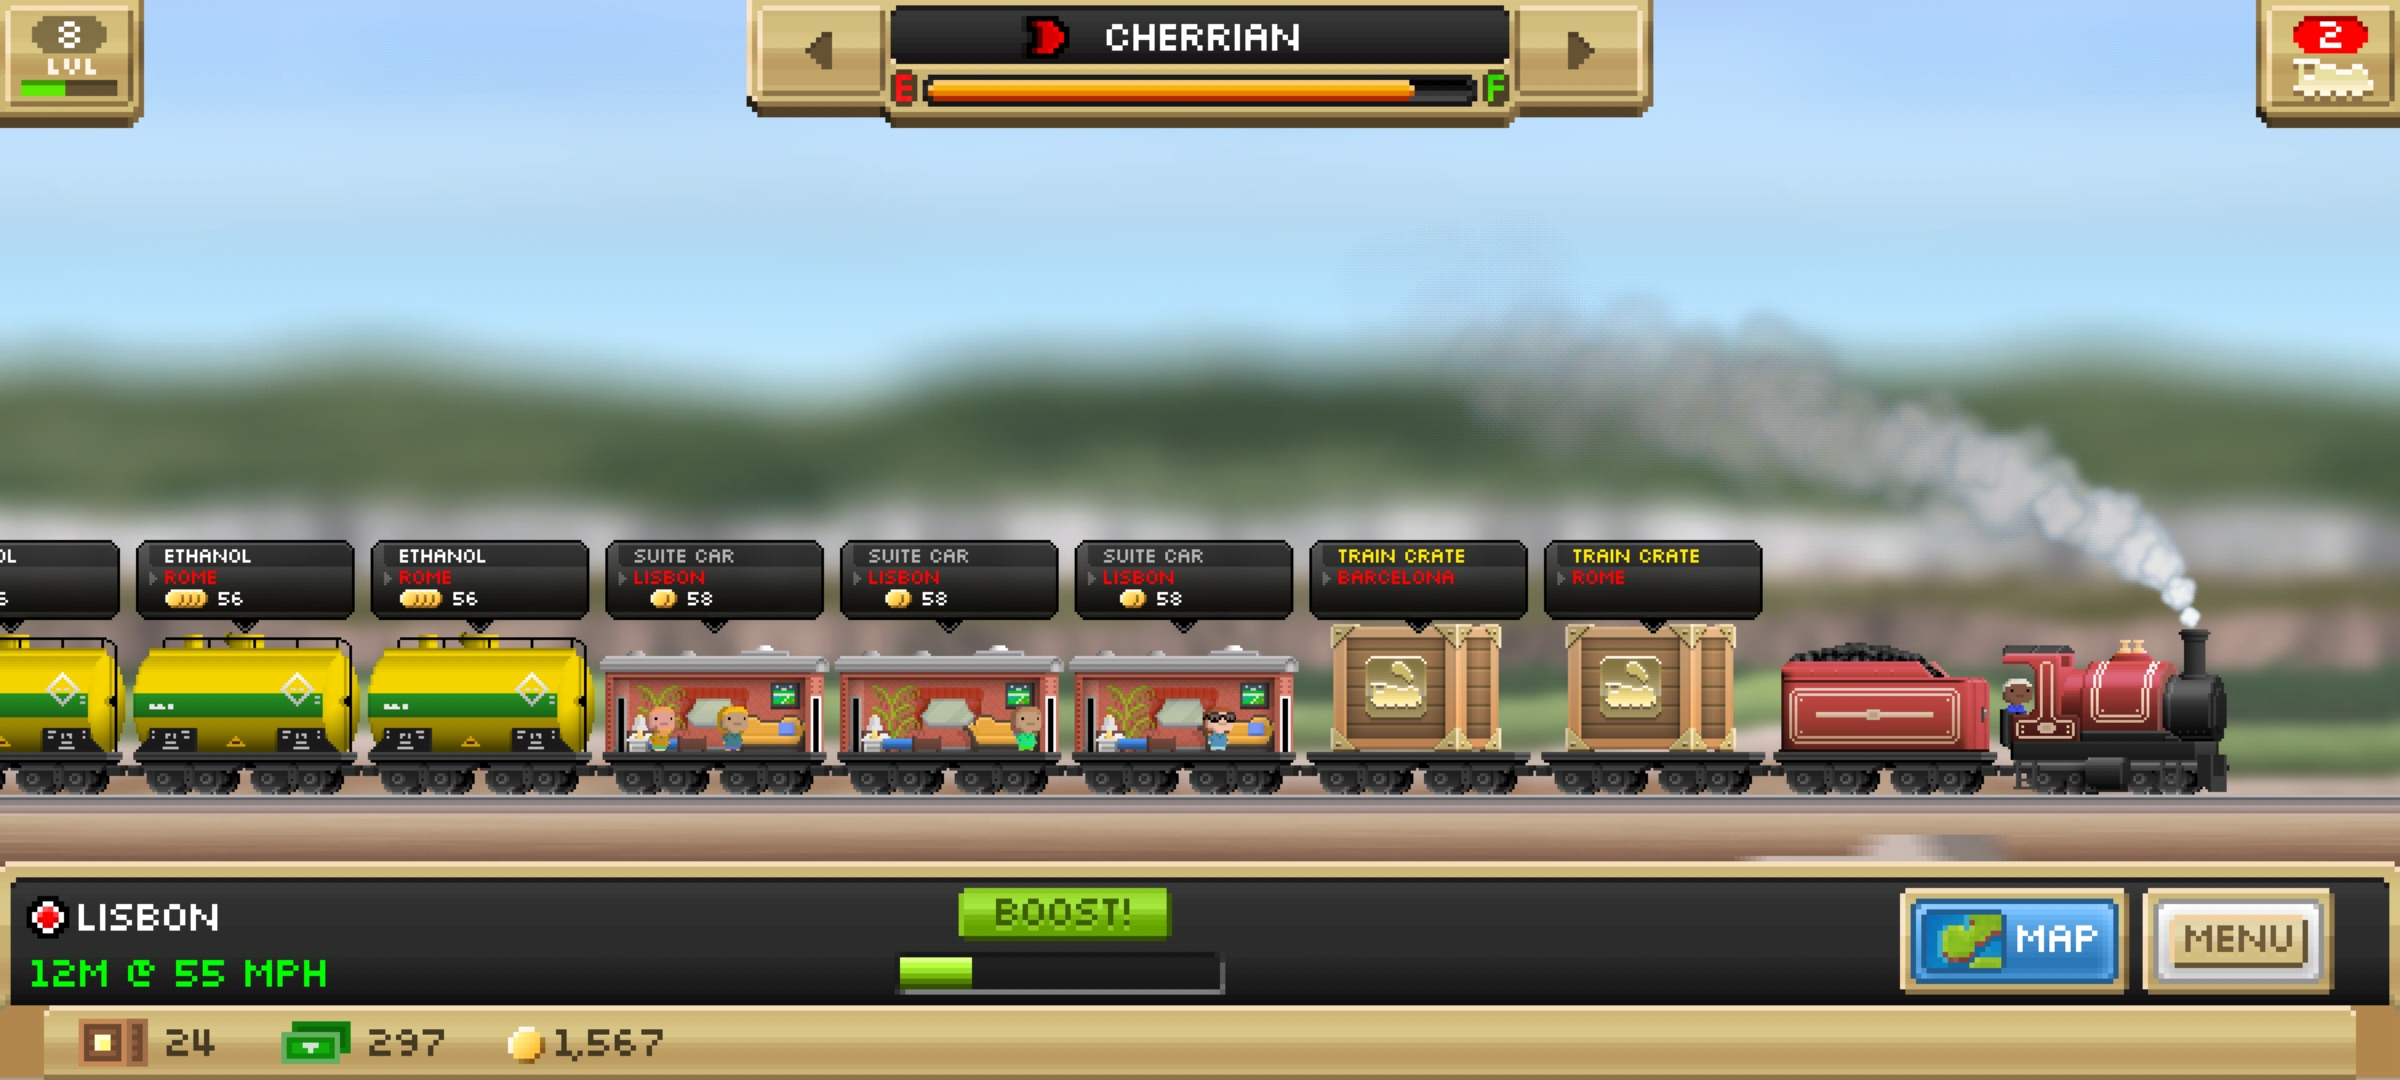 8
LVL
CHERRIAN
E F
2
OL
ETHANOL
ROME
56
ETHANOL
ROME
56
SUITE CAR
LISBON
58
SUITE CAR
LISBON
58
SUITE CAR
LISBON
58
TRAIN CRATE
BARCELONA
TRAIN CRATE
ROME
LISBON
12M @ 55 MPH
BOOST!
MAP
MENU
24
297
1,567